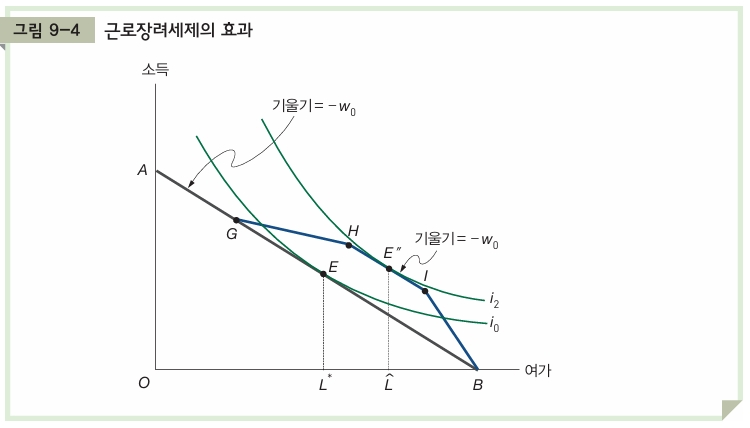 그림 9-4 근로장려세제의 효과
소득
기울기 = -w₀
A
G
H
E″
기울기 = -w₀
E
I
i₂
i₀
O
L*
L̂
B
여가